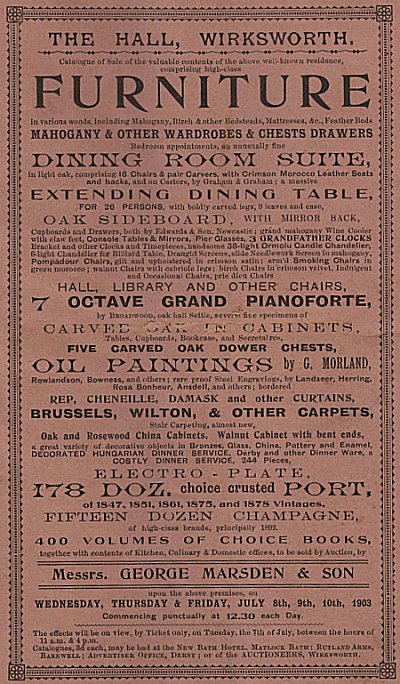 THE HALL, WIRKSWORTH,
Catalogue of Sale of the valuable contents of the above well-known residence,
comprising high-class
FURNITURE
In various woods, including Mahogany, Birch & other Bedsteads, Mattresses, &c., Feather Beds
MAHOGANY & OTHER WARDROBES & CHESTS DRAWERS
Bedroom appointments, an unusually fine
DINING ROOM SUITE,
in light oak, comprising 16 Chairs & pair Carvers, with Crimson Morocco Leather Seats
and backs, and on Castors, by Graham & Graham; a massive
EXTENDING DINING TABLE,
FOR 26 PERSONS, with boldly carved legs, 9 leaves and case,
OAK SIDEBOARD, WITH MIRROR BACK,
Cupboards and Drawers, both by Edwards & Son, Newcastle; grand mahogany Wine Cooler
with claw feet, Console Tables & Mirrors, Pier Glasses, 3 GRANDFATHER CLOCKS
Bracket and other Clocks and Timepieces, handsome 36-light Ormolu Candle Chandelier,
6-light Chandelier for Billiard Table, Draught Screens, slide Needlework Screen in mahogany,
Pompadour Chairs, gilt and upholstered in crimson satin; arm'd Smoking Chairs in
green morocco; walnut Chairs with cabriole legs; birch Chairs in crimson velvet, Indulgent
and Occasional Chairs, prie dieu Chairs
HALL, LIBRARY AND OTHER CHAIRS,
7 OCTAVE GRAND PIANOFORTE,
by BROADWOOD, oak hall Settle, several fine specimens of
CARVED OAK IN CABINETS,
Tables, Cupboards, Bookcase, and Secretaires,
FIVE CARVED OAK DOWER CHESTS,
OIL PAINTINGS by G. MORLAND,
Rowlandson, Bowness, and others; rare proof Steel Engravings, by Landseer, Herring,
Rosa Bonheur, Ansdell, and others; bordered
REP, CHENEILLE, DAMASK and other CURTAINS,
BRUSSELS, WILTON, & OTHER CARPETS,
Stair Carpeting, almost new,
Oak and Rosewood China Cabinets, Walnut Cabinet with bent ends,
a great variety of decorative objects in Bronzes, Glass, China, Pottery and Enamel,
DECORATED HUNGARIAN DINNER SERVICE, Derby and other Dinner Ware, a
COSTLY DINNER SERVICE, 244 Pieces,
ELECTRO-PLATE,
178 DOZ. choice crusted PORT,
of 1847, 1851, 1861, 1875, and 1878 Vintages,
FIFTEEN DOZEN CHAMPAGNE,
of high-class brands, principally 1892.
400 VOLUMES OF CHOICE BOOKS,
together with contents of Kitchen, Culinary & Domestic offices, to be sold by Auction, by
Messrs. GEORGE MARSDEN & SON
upon the above premises, on
WEDNESDAY, THURSDAY & FRIDAY, JULY 8th, 9th, 10th, 1903
Commencing punctually at 12.30 each Day.
The effects will be on view, by Ticket only, on Tuesday, the 7th of July, between the hours of
11 a.m. & 4 p.m.
Catalogues, 3d each, may be had at the NEW BATH HOTEL, MATLOCK BATH; RUTLAND ARMS,
BAKEWELL; ADVERTISER OFFICE, DERBY; or of the AUCTIONEERS, WIRKSWORTH.